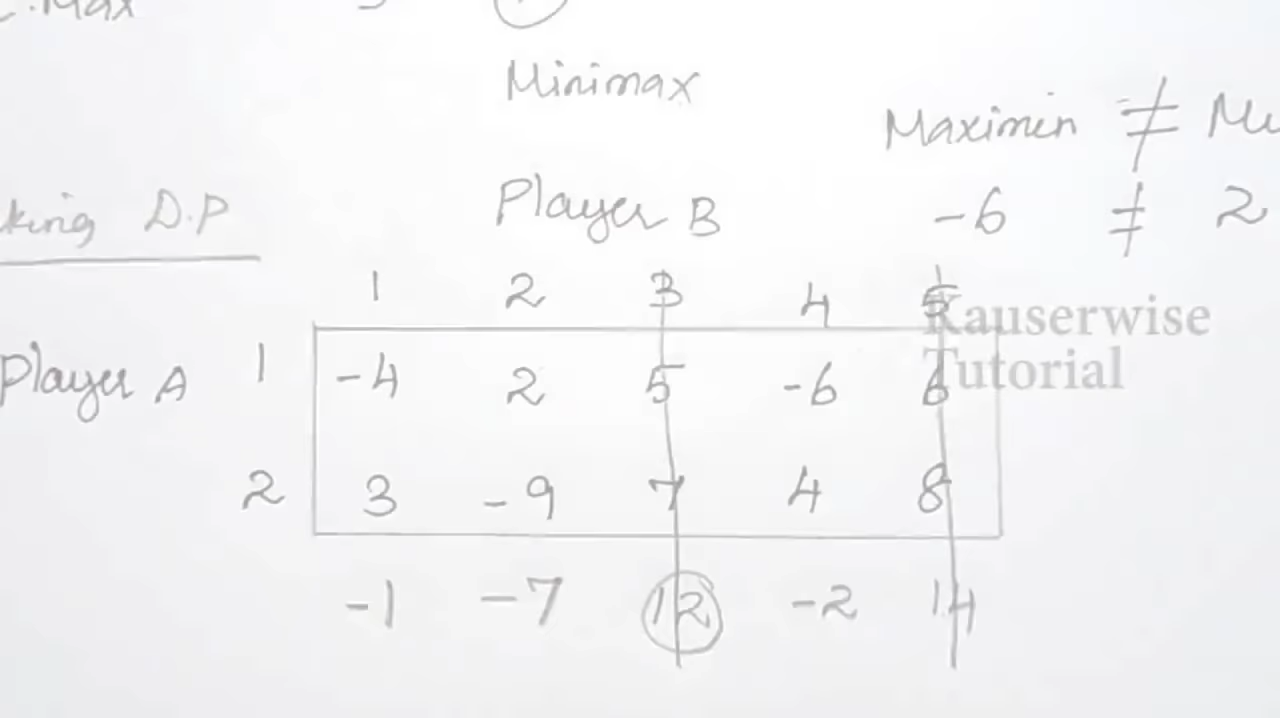 Max
Minimax
Maximin ≠
king D.P
Player B
-6 ≠ 2
1 2 3 4 5
Kauserwise
Tutorial
Player A 1 -4 2 5 -6 6
2 3 -9 7 4 8
-1 -7 12 -2 14